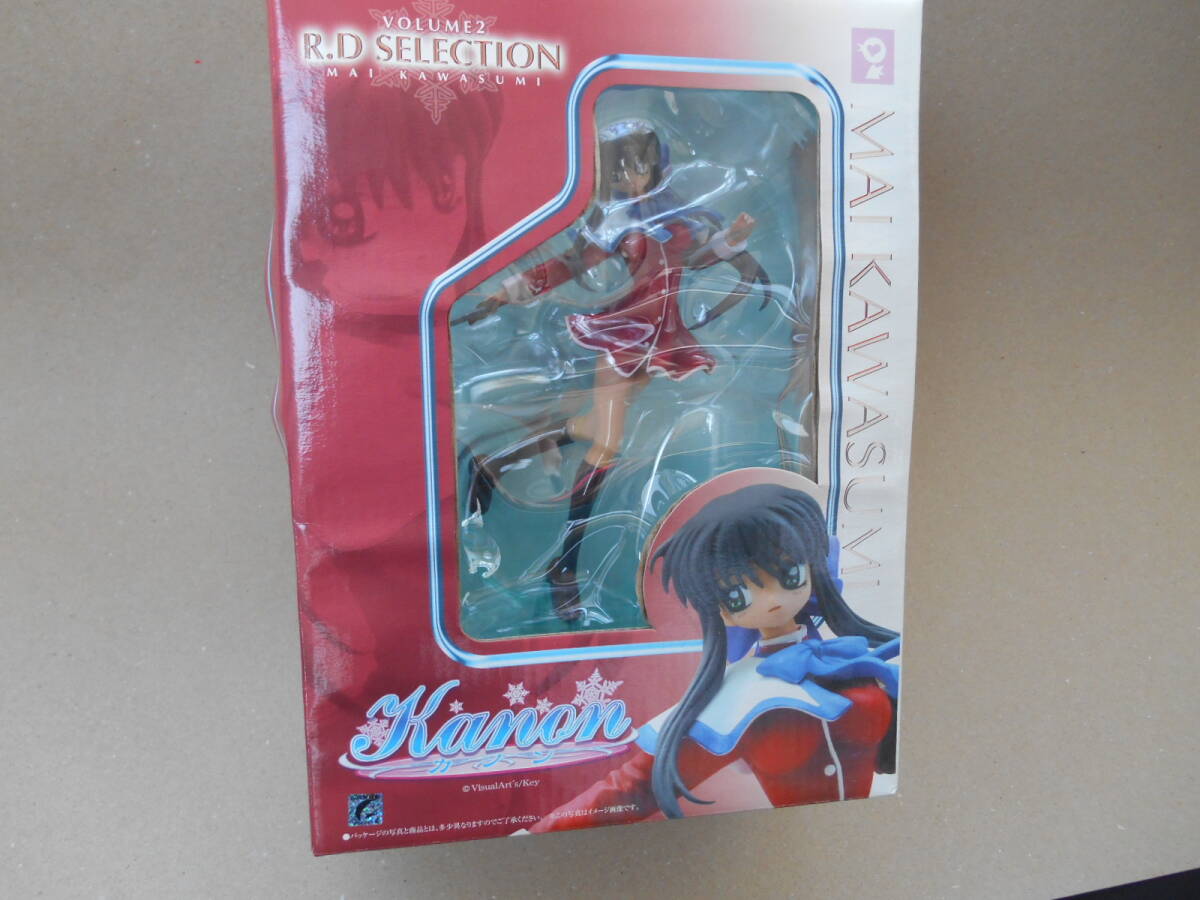 VOLUME2
R.D SELECTION
MAI KAWASUMI
MAI KAWASUMI
Kanon
カノン
© VisualArt's/Key
●パッケージの写真と商品とは、多少異なりますのでご了承ください。 ※この写真はイメージ写真です。